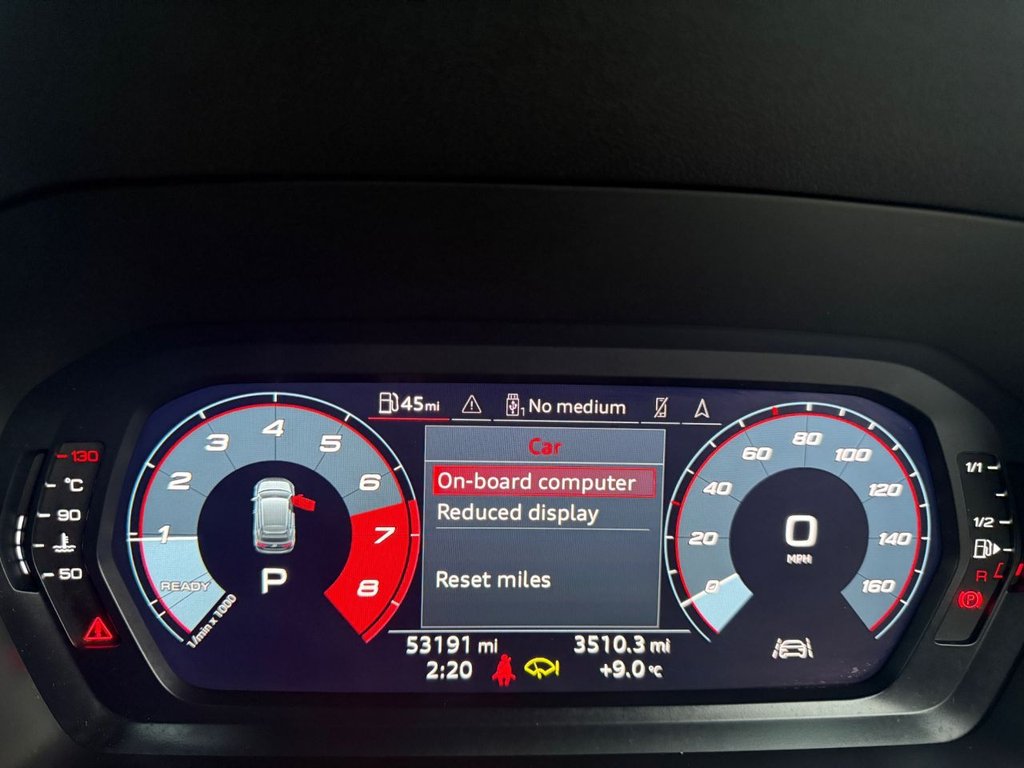 45mi
1 No medium
Car
On-board computer
Reduced display
Reset miles
53191 mi
3510.3 mi
2:20
+9.0 °C
1
2
3
4
5
6
7
8
READY
1/min x 1000
P
0
20
40
60
80
100
120
140
160
0
MPH
130
°C
90
50
1/1
1/2
R
P